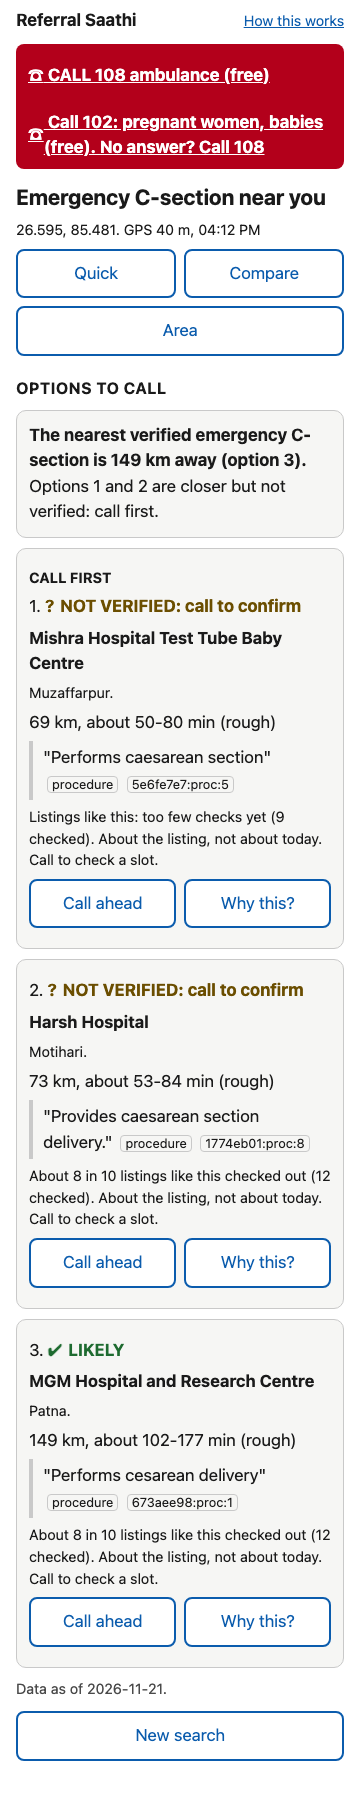 Referral Saathi
How this works
☎ CALL 108 ambulance (free)
☎ Call 102: pregnant women, babies
(free). No answer? Call 108
Emergency C-section near you
26.595, 85.481. GPS 40 m, 04:12 PM
Quick
Compare
Area
OPTIONS TO CALL
The nearest verified emergency C-
section is 149 km away (option 3).
Options 1 and 2 are closer but not
verified: call first.
CALL FIRST
1. ? NOT VERIFIED: call to confirm
Mishra Hospital Test Tube Baby
Centre
Muzaffarpur.
69 km, about 50-80 min (rough)
"Performs caesarean section"
procedure 5e6fe7e7:proc:5
Listings like this: too few checks yet (9
checked). About the listing, not about today.
Call to check a slot.
Call ahead
Why this?
2. ? NOT VERIFIED: call to confirm
Harsh Hospital
Motihari.
73 km, about 53-84 min (rough)
"Provides caesarean section
delivery." procedure 1774eb01:proc:8
About 8 in 10 listings like this checked out (12
checked). About the listing, not about today.
Call to check a slot.
Call ahead
Why this?
3. ✔ LIKELY
MGM Hospital and Research Centre
Patna.
149 km, about 102-177 min (rough)
"Performs cesarean delivery"
procedure 673aee98:proc:1
About 8 in 10 listings like this checked out (12
checked). About the listing, not about today.
Call to check a slot.
Call ahead
Why this?
Data as of 2026-11-21.
New search